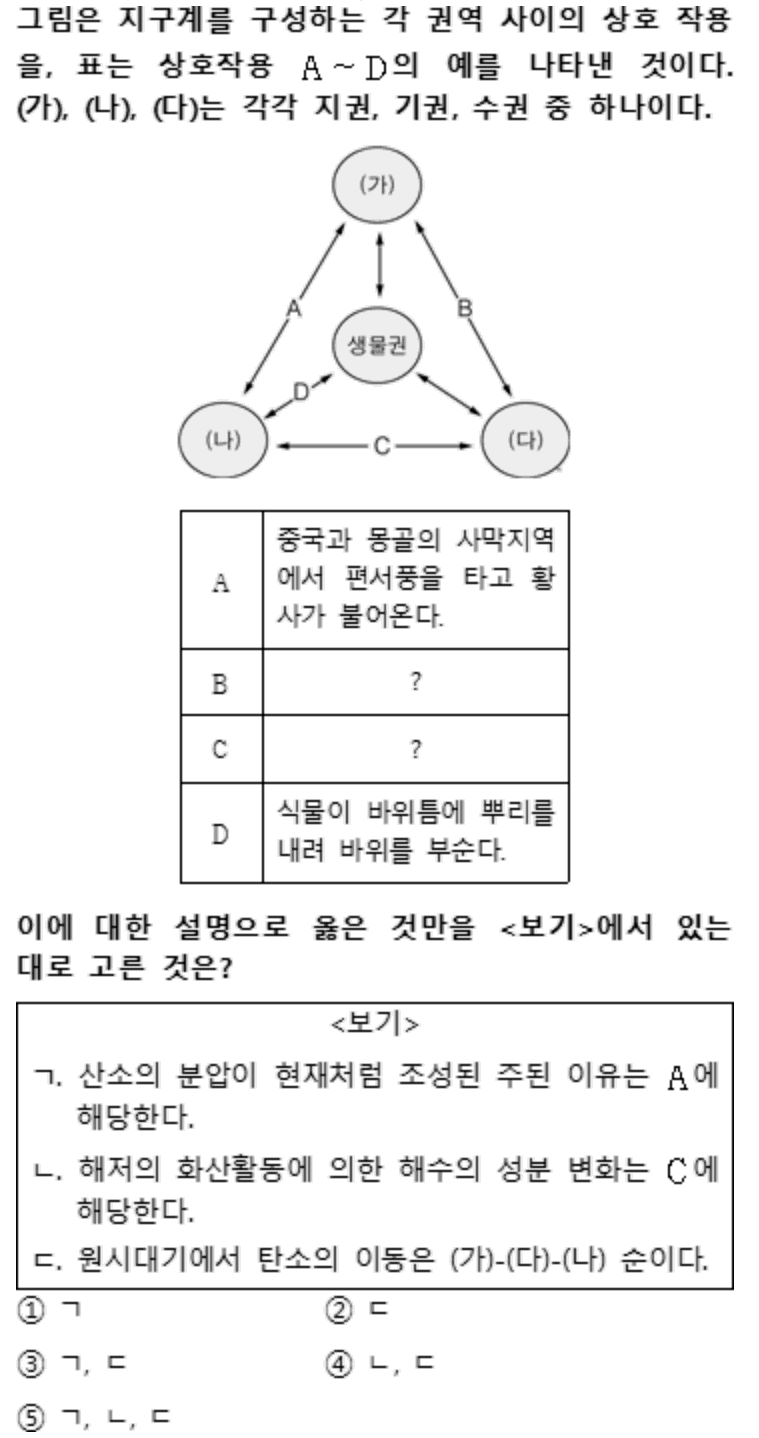 그림은 지구계를 구성하는 각 권역 사이의 상호 작용
을, 표는 상호작용 A ~ D의 예를 나타낸 것이다.
(가), (나), (다)는 각각 지권, 기권, 수권 중 하나이다.
(가)
A
B
생물권
D
(나)
C
(다)
A
중국과 몽골의 사막지역
에서 편서풍을 타고 황
사가 불어온다.
B
?
C
?
D
식물이 바위틈에 뿌리를
내려 바위를 부순다.
이에 대한 설명으로 옳은 것만을 <보기>에서 있는
대로 고른 것은?
<보기>
ㄱ. 산소의 분압이 현재처럼 조성된 주된 이유는 A에
해당한다.
ㄴ. 해저의 화산활동에 의한 해수의 성분 변화는 C에
해당한다.
ㄷ. 원시대기에서 탄소의 이동은 (가)-(다)-(나) 순이다.
① ㄱ ② ㄷ
③ ㄱ, ㄷ ④ ㄴ, ㄷ
⑤ ㄱ, ㄴ, ㄷ